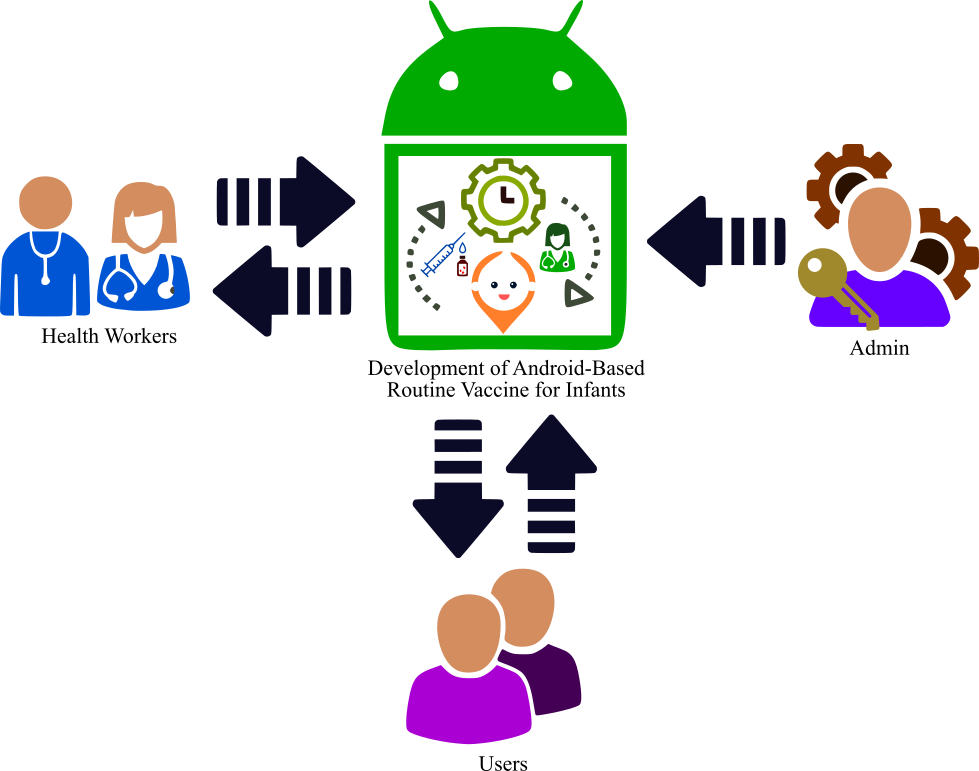 Health Workers
Admin
Development of Android-Based
Routine Vaccine for Infants
Users